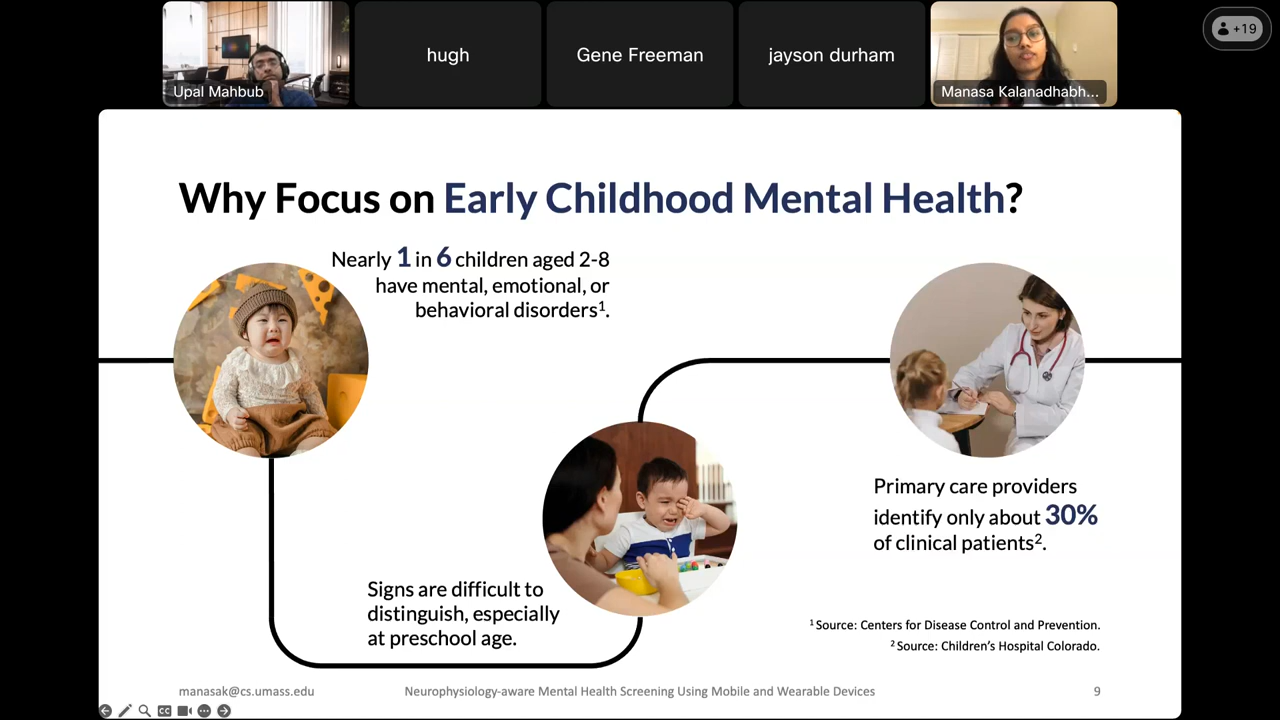 Upal Mahbub
hugh
Gene Freeman
jayson durham
Manasa Kalanadhabh...
+19
Why Focus on Early Childhood Mental Health?
Nearly 1 in 6 children aged 2-8
have mental, emotional, or
behavioral disorders¹.
Signs are difficult to
distinguish, especially
at preschool age.
Primary care providers
identify only about 30%
of clinical patients².
¹ Source: Centers for Disease Control and Prevention.
² Source: Children’s Hospital Colorado.
manasak@cs.umass.edu
Neurophysiology-aware Mental Health Screening Using Mobile and Wearable Devices
9
CC